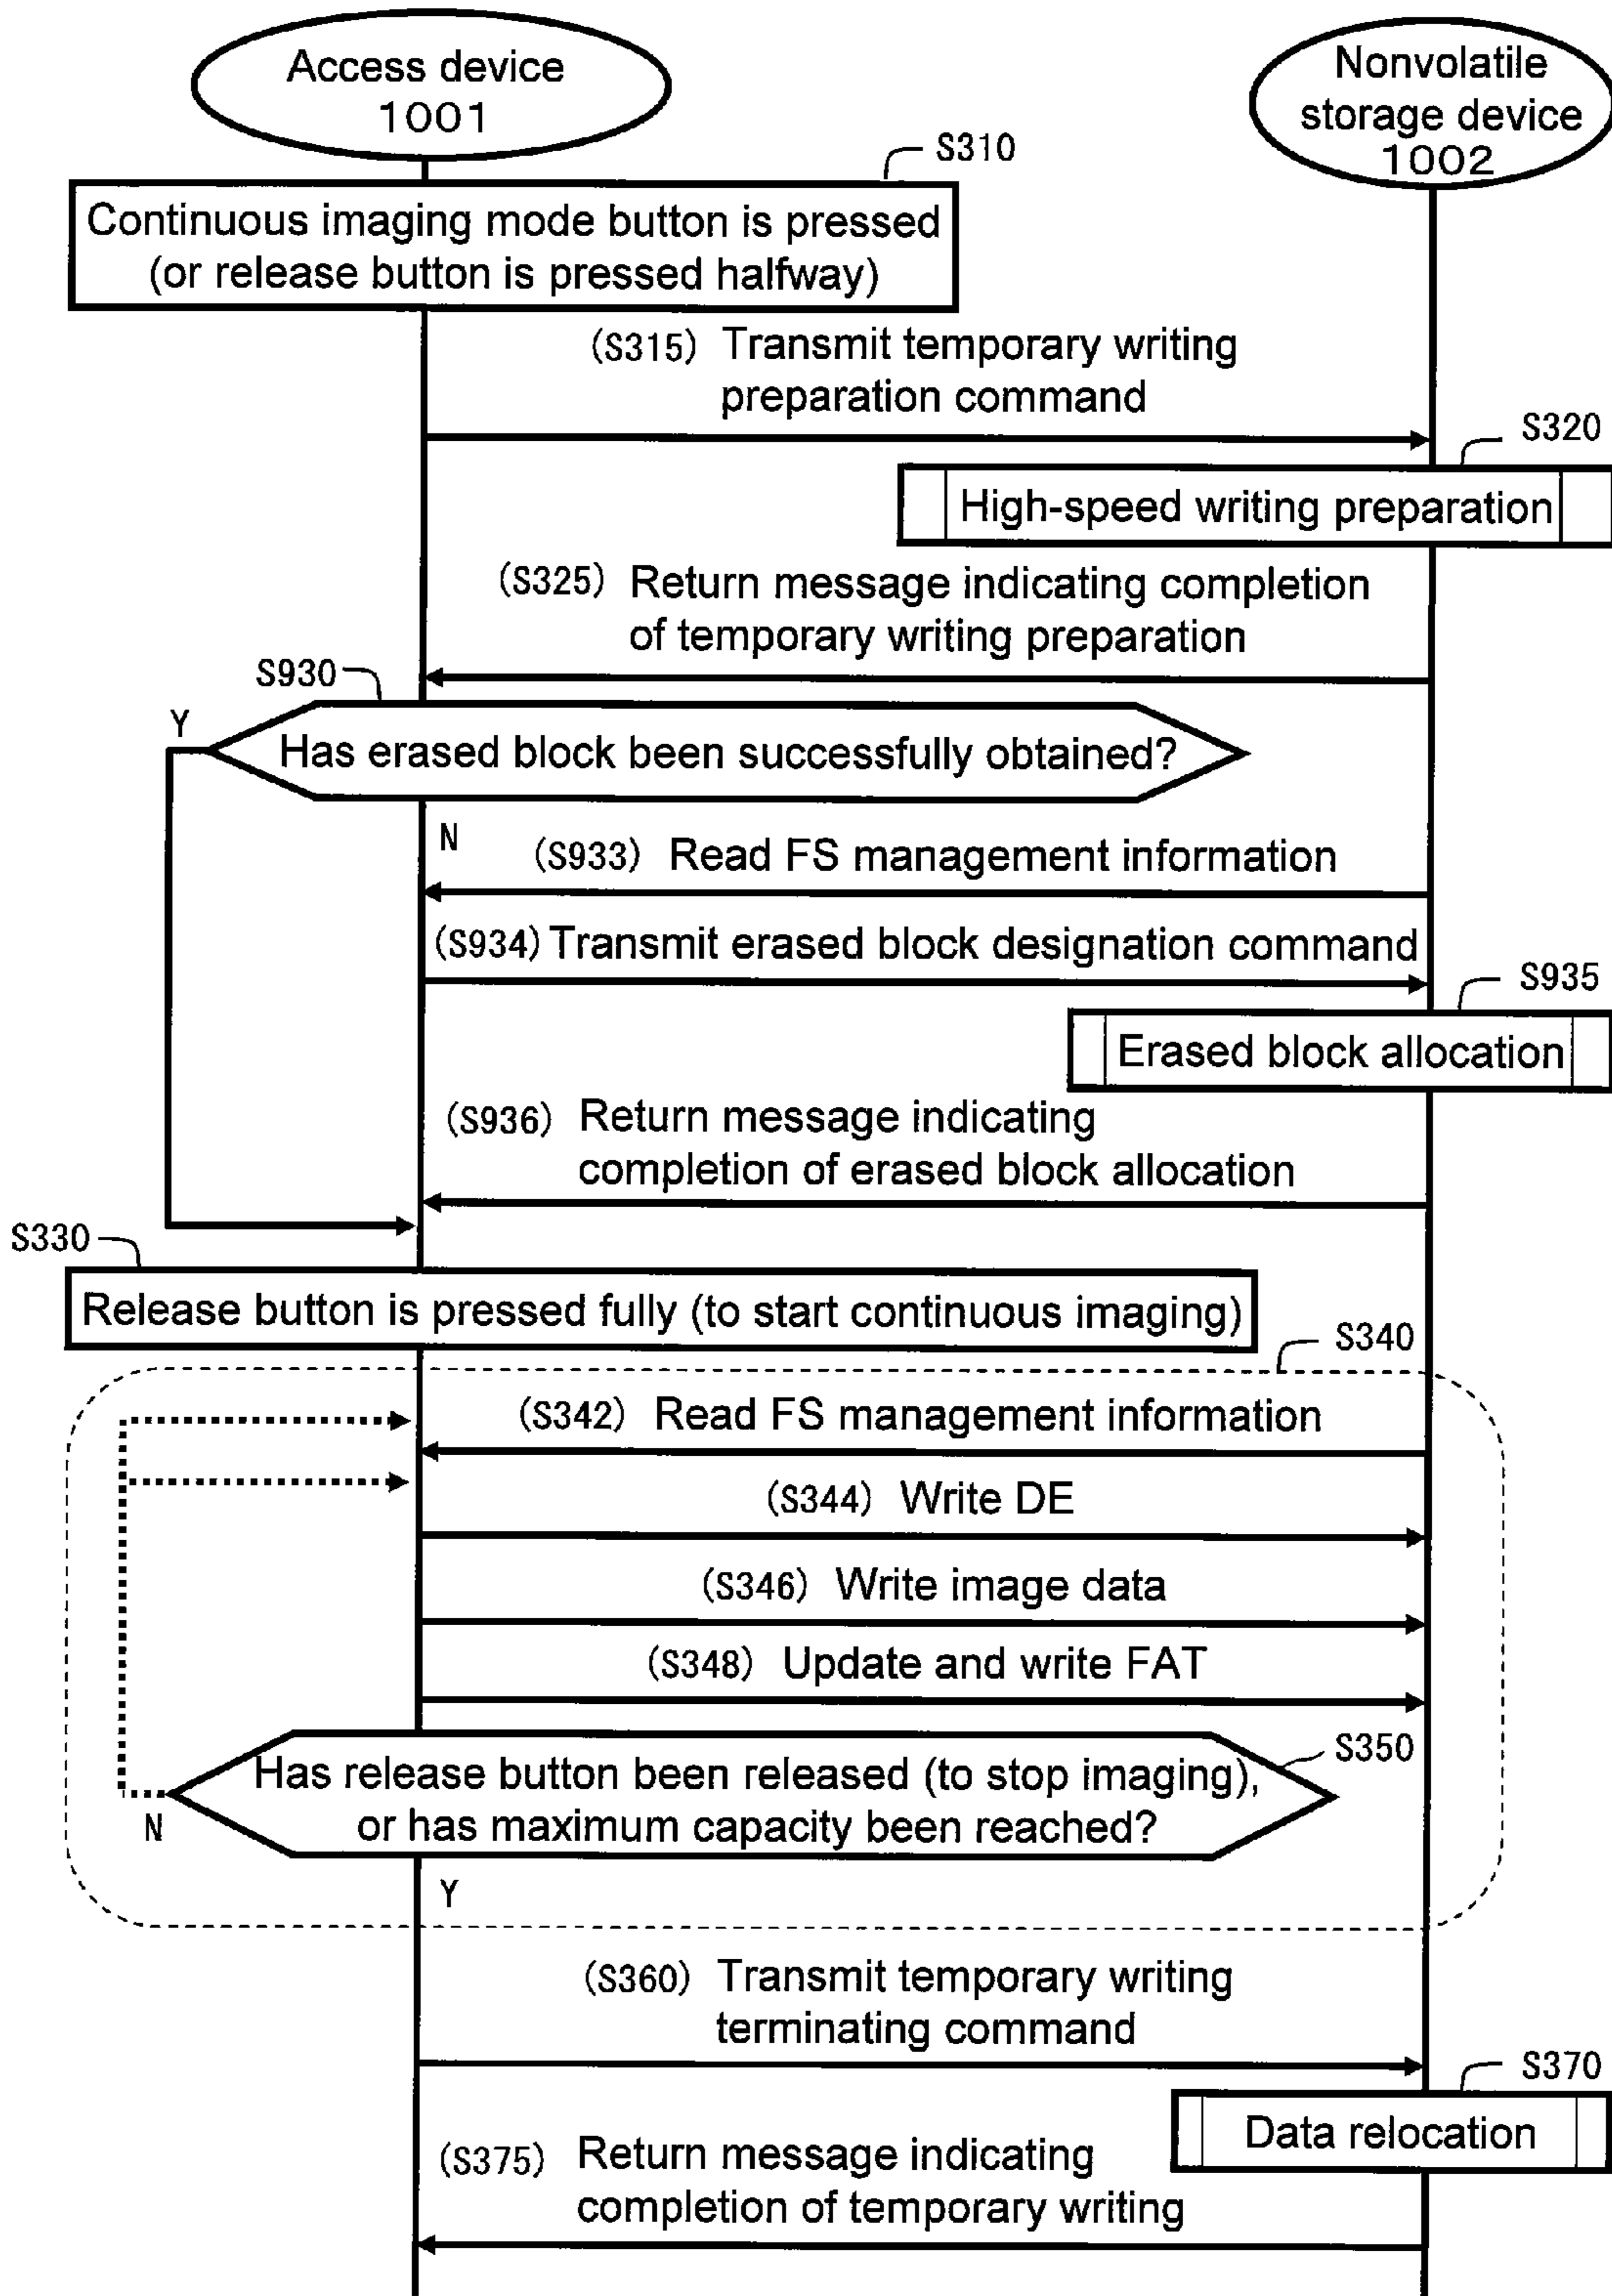 Access device
1001
Nonvolatile
storage device
1002
S310
Continuous imaging mode button is pressed
(or release button is pressed halfway)
(S315) Transmit temporary writing
preparation command
S320
High-speed writing preparation
(S325) Return message indicating completion
of temporary writing preparation
S930
Y
Has erased block been successfully obtained?
N
(S933) Read FS management information
(S934) Transmit erased block designation command
S935
Erased block allocation
(S936) Return message indicating
completion of erased block allocation
S330
Release button is pressed fully (to start continuous imaging)
S340
(S342) Read FS management information
(S344) Write DE
(S346) Write image data
(S348) Update and write FAT
S350
Has release button been released (to stop imaging),
or has maximum capacity been reached?
N
Y
(S360) Transmit temporary writing
terminating command
S370
Data relocation
(S375) Return message indicating
completion of temporary writing